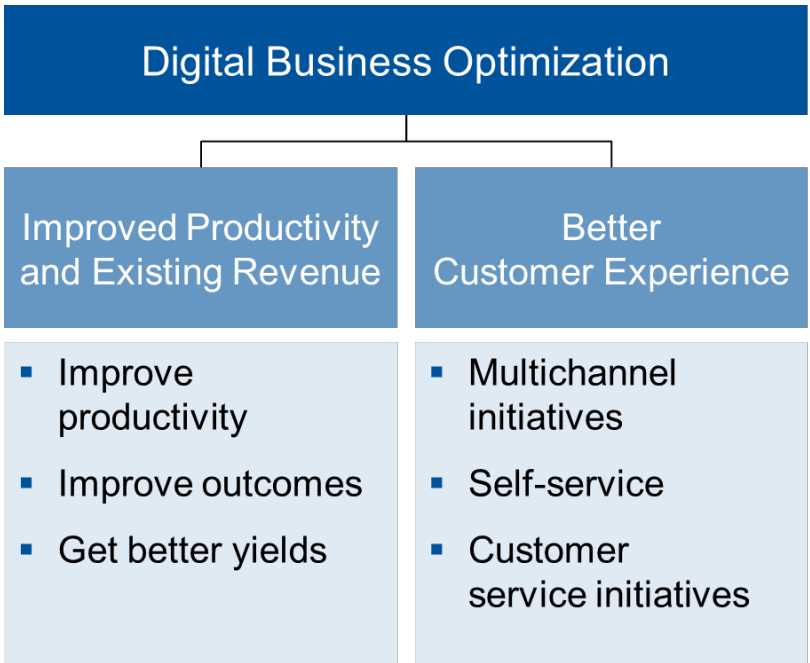 Digital Business Optimization
Improved Productivity
and Existing Revenue
Better
Customer Experience
Improve
productivity
Improve outcomes
Get better yields
Multichannel
initiatives
Self-service
Customer
service initiatives